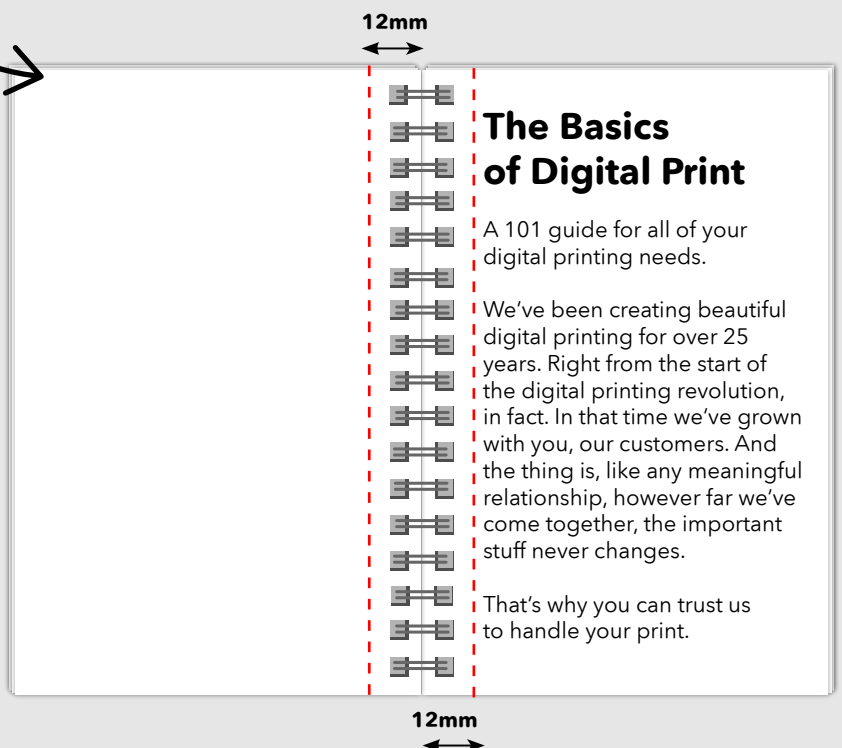 12mm
The Basics
of Digital Print
A 101 guide for all of your
digital printing needs.
We’ve been creating beautiful
digital printing for over 25
years. Right from the start of
the digital printing revolution,
in fact. In that time we’ve grown
with you, our customers. And
the thing is, like any meaningful
relationship, however far we’ve
come together, the important
stuff never changes.
That’s why you can trust us
to handle your print.
12mm